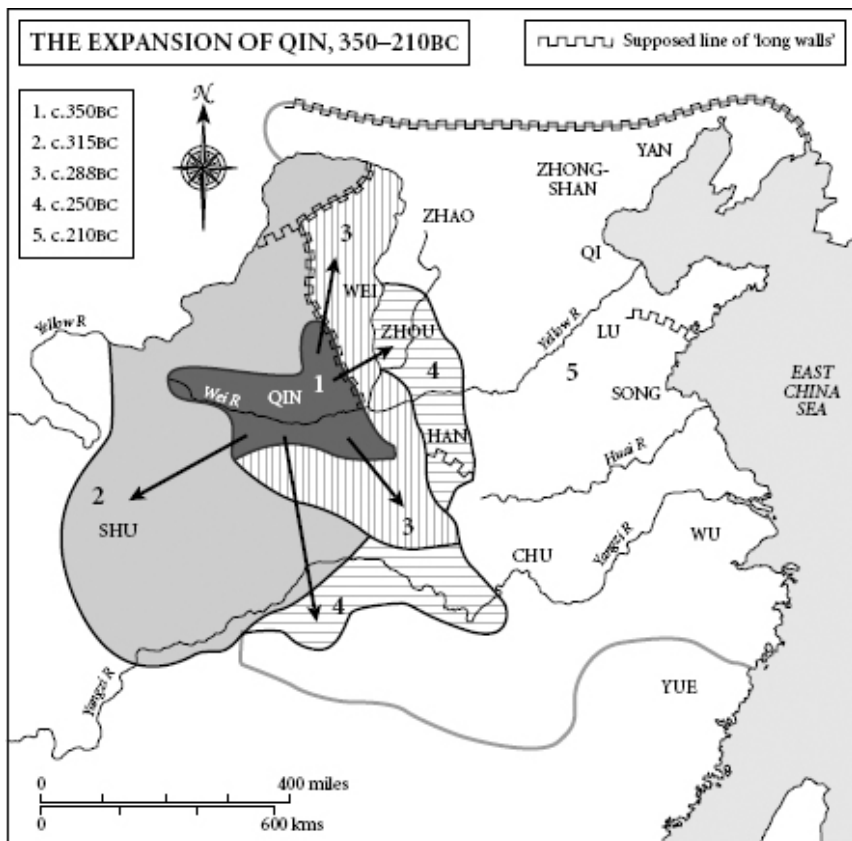 THE EXPANSION OF QIN, 350–210BC
Supposed line of 'long walls'
1. c.350BC
2. c.315BC
3. c.288BC
4. c.250BC
5. c.210BC
N
YAN
ZHONG-
SHAN
ZHAO
3
QI
WEI
Yellow R
ZHOU
Yellow R
LU
1
4
5
EAST
CHINA
SEA
Wei R
QIN
SONG
HAN
Huai R
2
3
SHU
CHU
Yangzi R
WU
4
Yangzi R
YUE
0
400 miles
0
600 kms